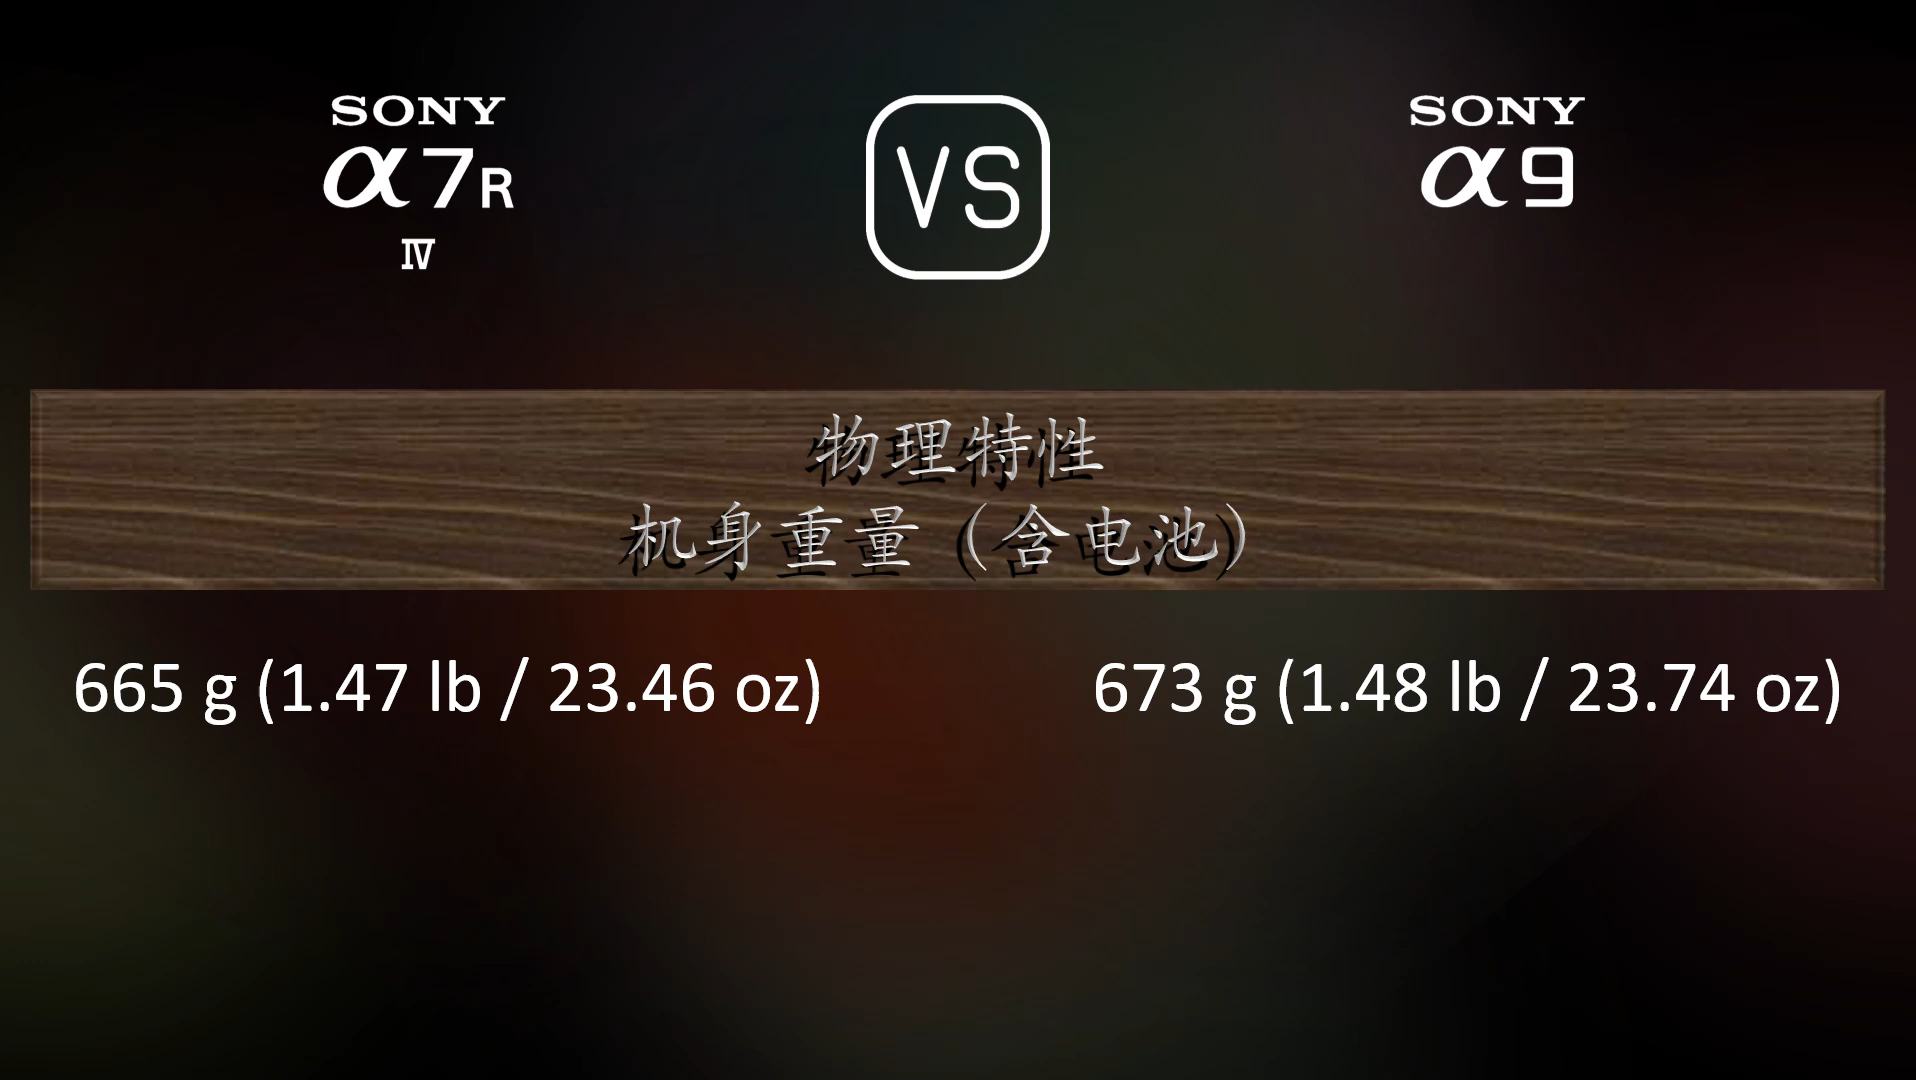 SONY
α7R
IV
VS
SONY
α9
物理特性
机身重量（含电池）
665 g (1.47 lb / 23.46 oz)
673 g (1.48 lb / 23.74 oz)